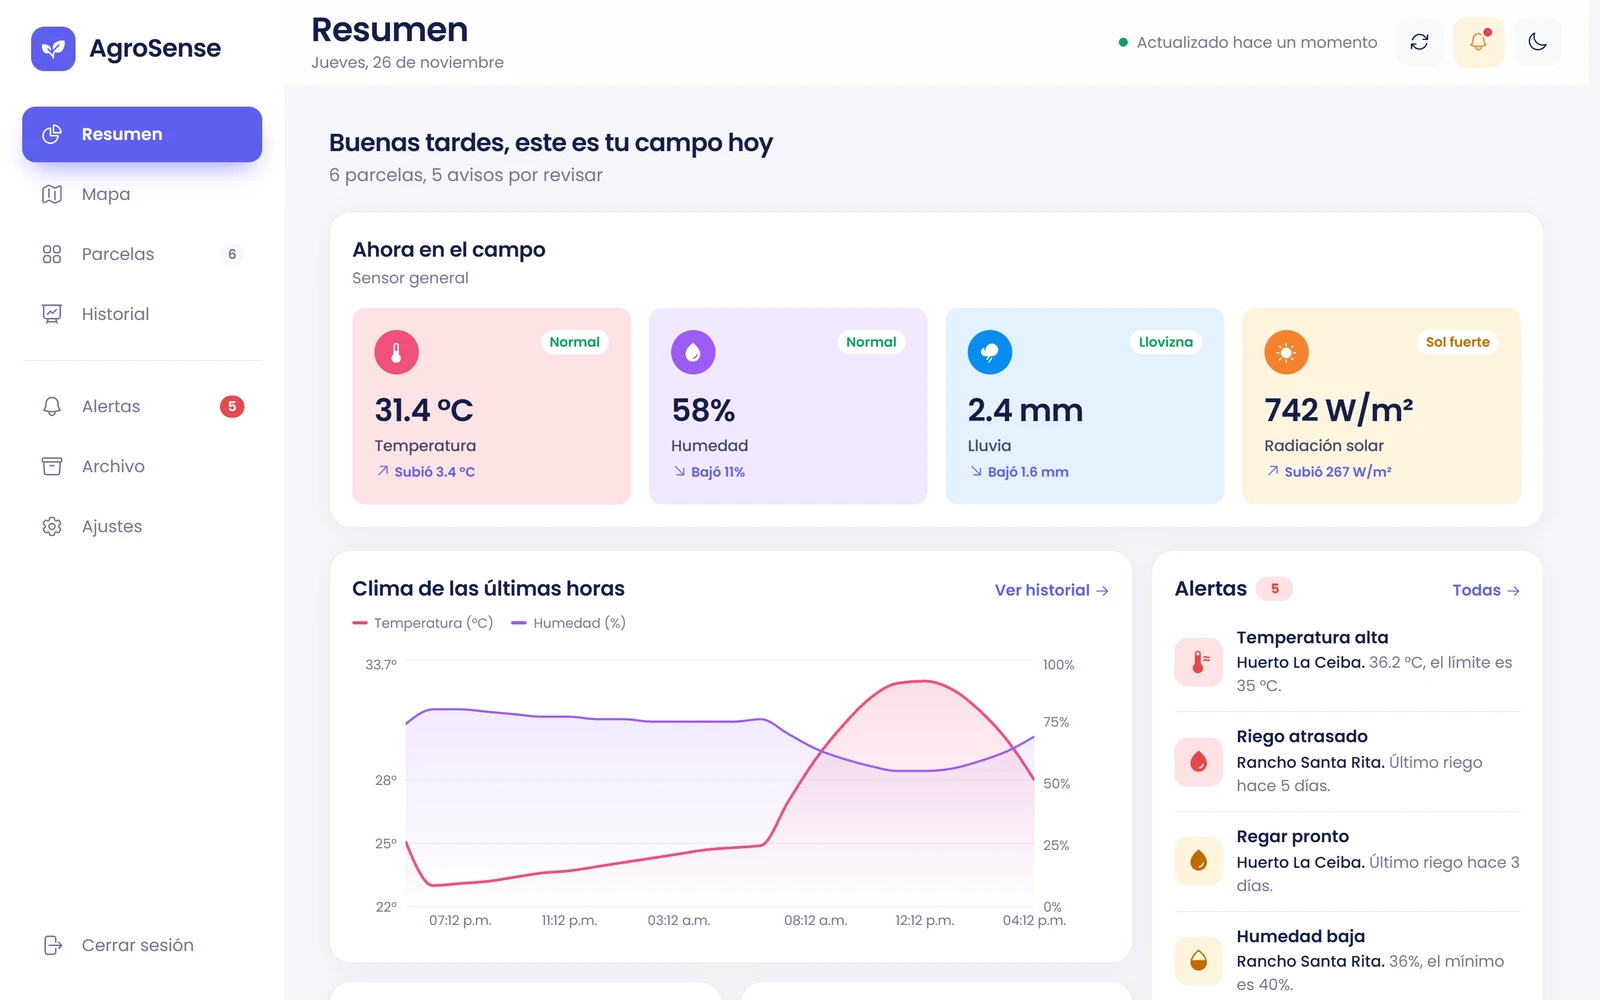 AgroSense
Resumen
Mapa
Parcelas 6
Historial
Alertas 5
Archivo
Ajustes
Cerrar sesión
Resumen
Jueves, 26 de noviembre
Actualizado hace un momento
Buenas tardes, este es tu campo hoy
6 parcelas, 5 avisos por revisar
Ahora en el campo
Sensor general
Normal
31.4 °C
Temperatura
Subió 3.4 °C
Normal
58%
Humedad
Bajó 11%
Llovizna
2.4 mm
Lluvia
Bajó 1.6 mm
Sol fuerte
742 W/m²
Radiación solar
Subió 267 W/m²
Clima de las últimas horas
Ver historial →
Temperatura (°C) Humedad (%)
33.7° 100%
75%
28° 50%
25° 25%
22° 0%
07:12 p.m. 11:12 p.m. 03:12 a.m. 08:12 a.m. 12:12 p.m. 04:12 p.m.
Alertas 5
Todas →
Temperatura alta
Huerto La Ceiba. 36.2 °C, el límite es
35 °C.
Riego atrasado
Rancho Santa Rita. Último riego
hace 5 días.
Regar pronto
Huerto La Ceiba. Último riego hace 3
días.
Humedad baja
Rancho Santa Rita. 36%, el mínimo
es 40%.